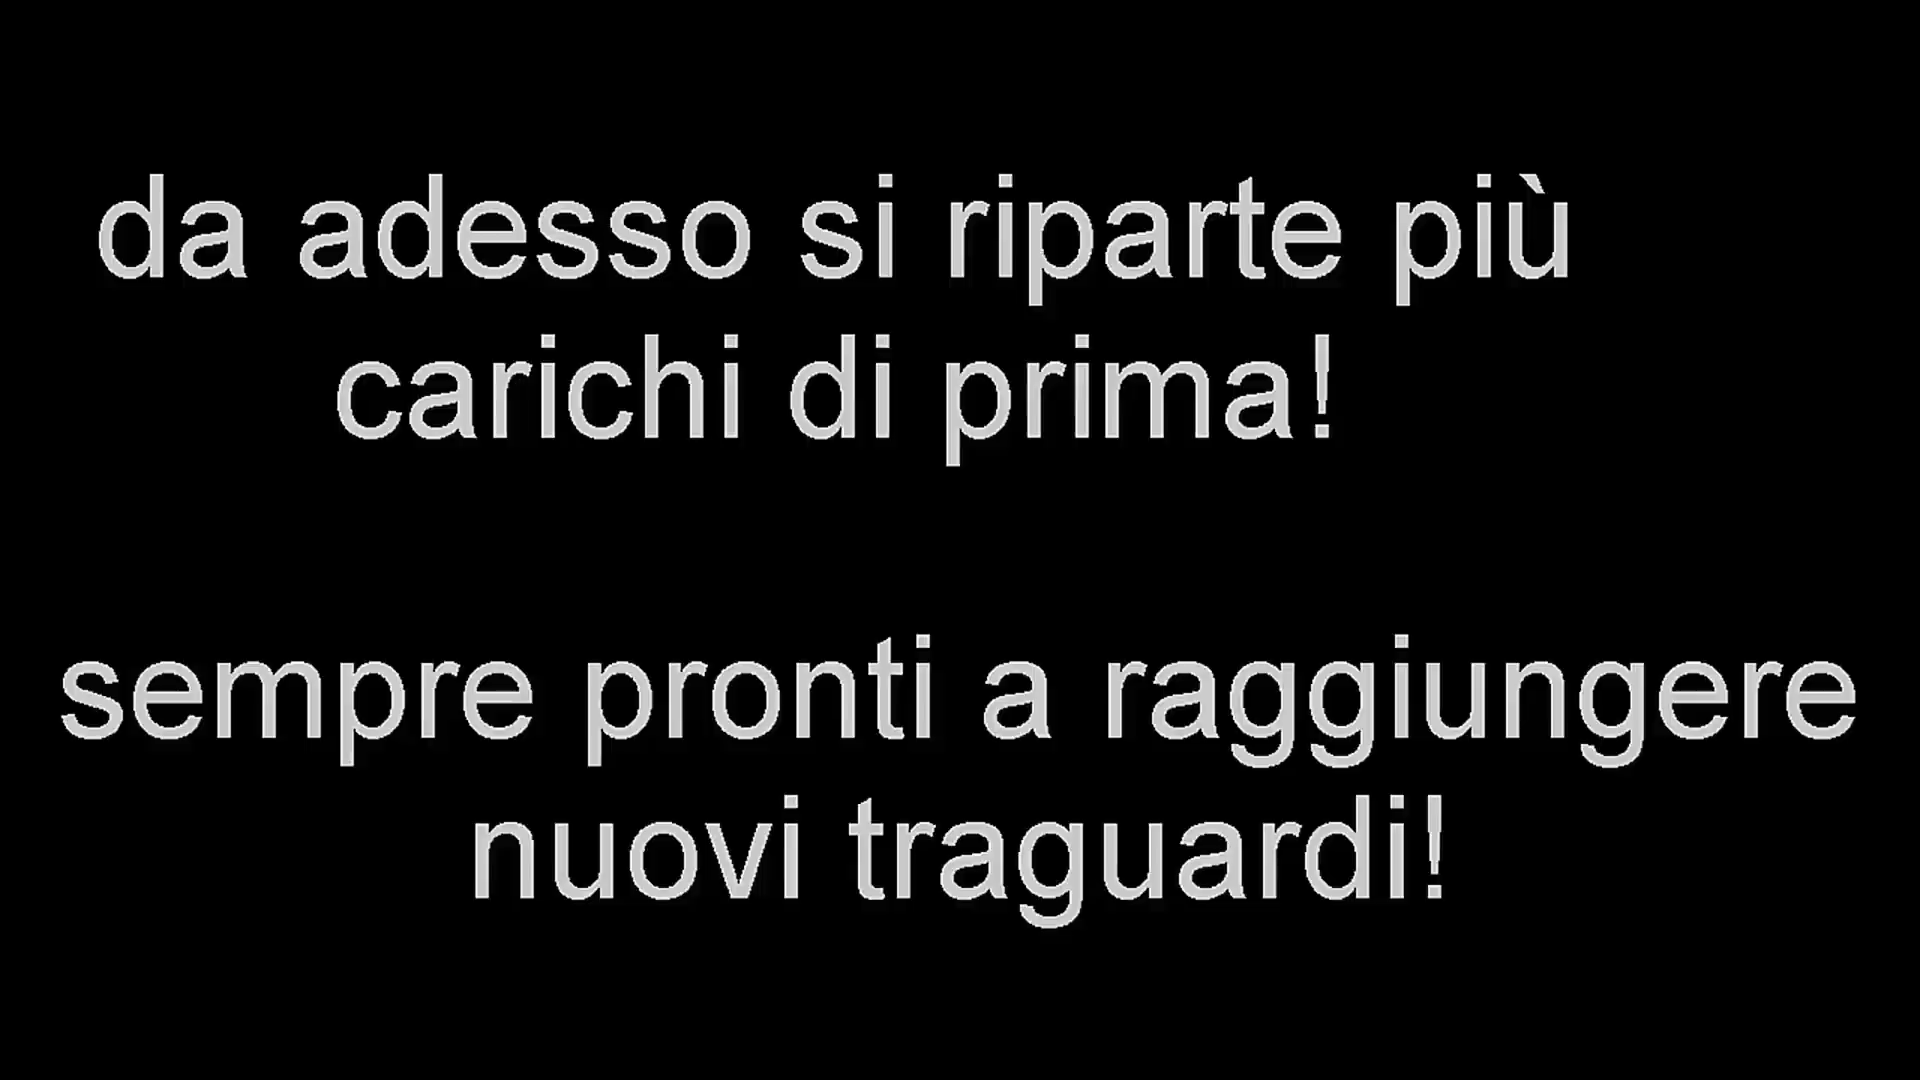 da adesso si riparte più
carichi di prima!
sempre pronti a raggiungere
nuovi traguardi!